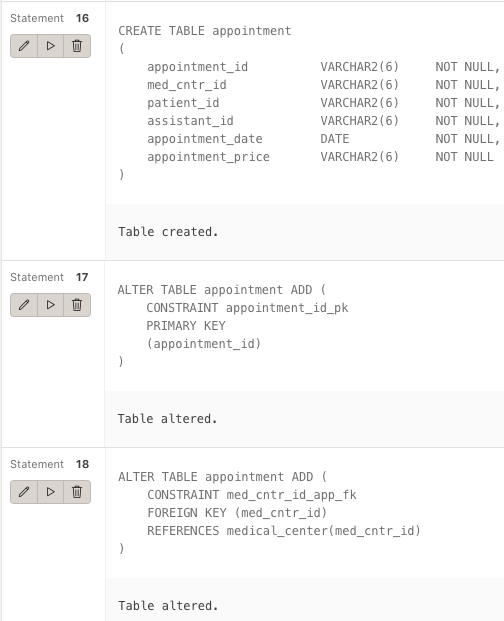 Statement 16
CREATE TABLE appointment
(
appointment_id VARCHAR2(6) NOT NULL,
med_cntr_id VARCHAR2(6) NOT NULL,
patient_id VARCHAR2(6) NOT NULL,
assistant_id VARCHAR2(6) NOT NULL,
appointment_date DATE NOT NULL,
appointment_price VARCHAR2(6) NOT NULL
)
Table created.
Statement 17
ALTER TABLE appointment ADD (
CONSTRAINT appointment_id_pk
PRIMARY KEY
(appointment_id)
)
Table altered.
Statement 18
ALTER TABLE appointment ADD (
CONSTRAINT med_cntr_id_app_fk
FOREIGN KEY (med_cntr_id)
REFERENCES medical_center(med_cntr_id)
)
Table altered.